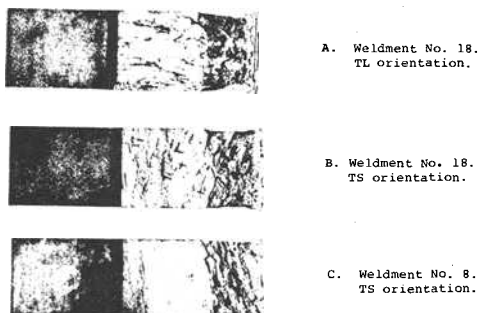 A. Weldment No. 18.
TL orientation.
B. Weldment No. 18.
TS orientation.
C. Weldment No. 8.
TS orientation.